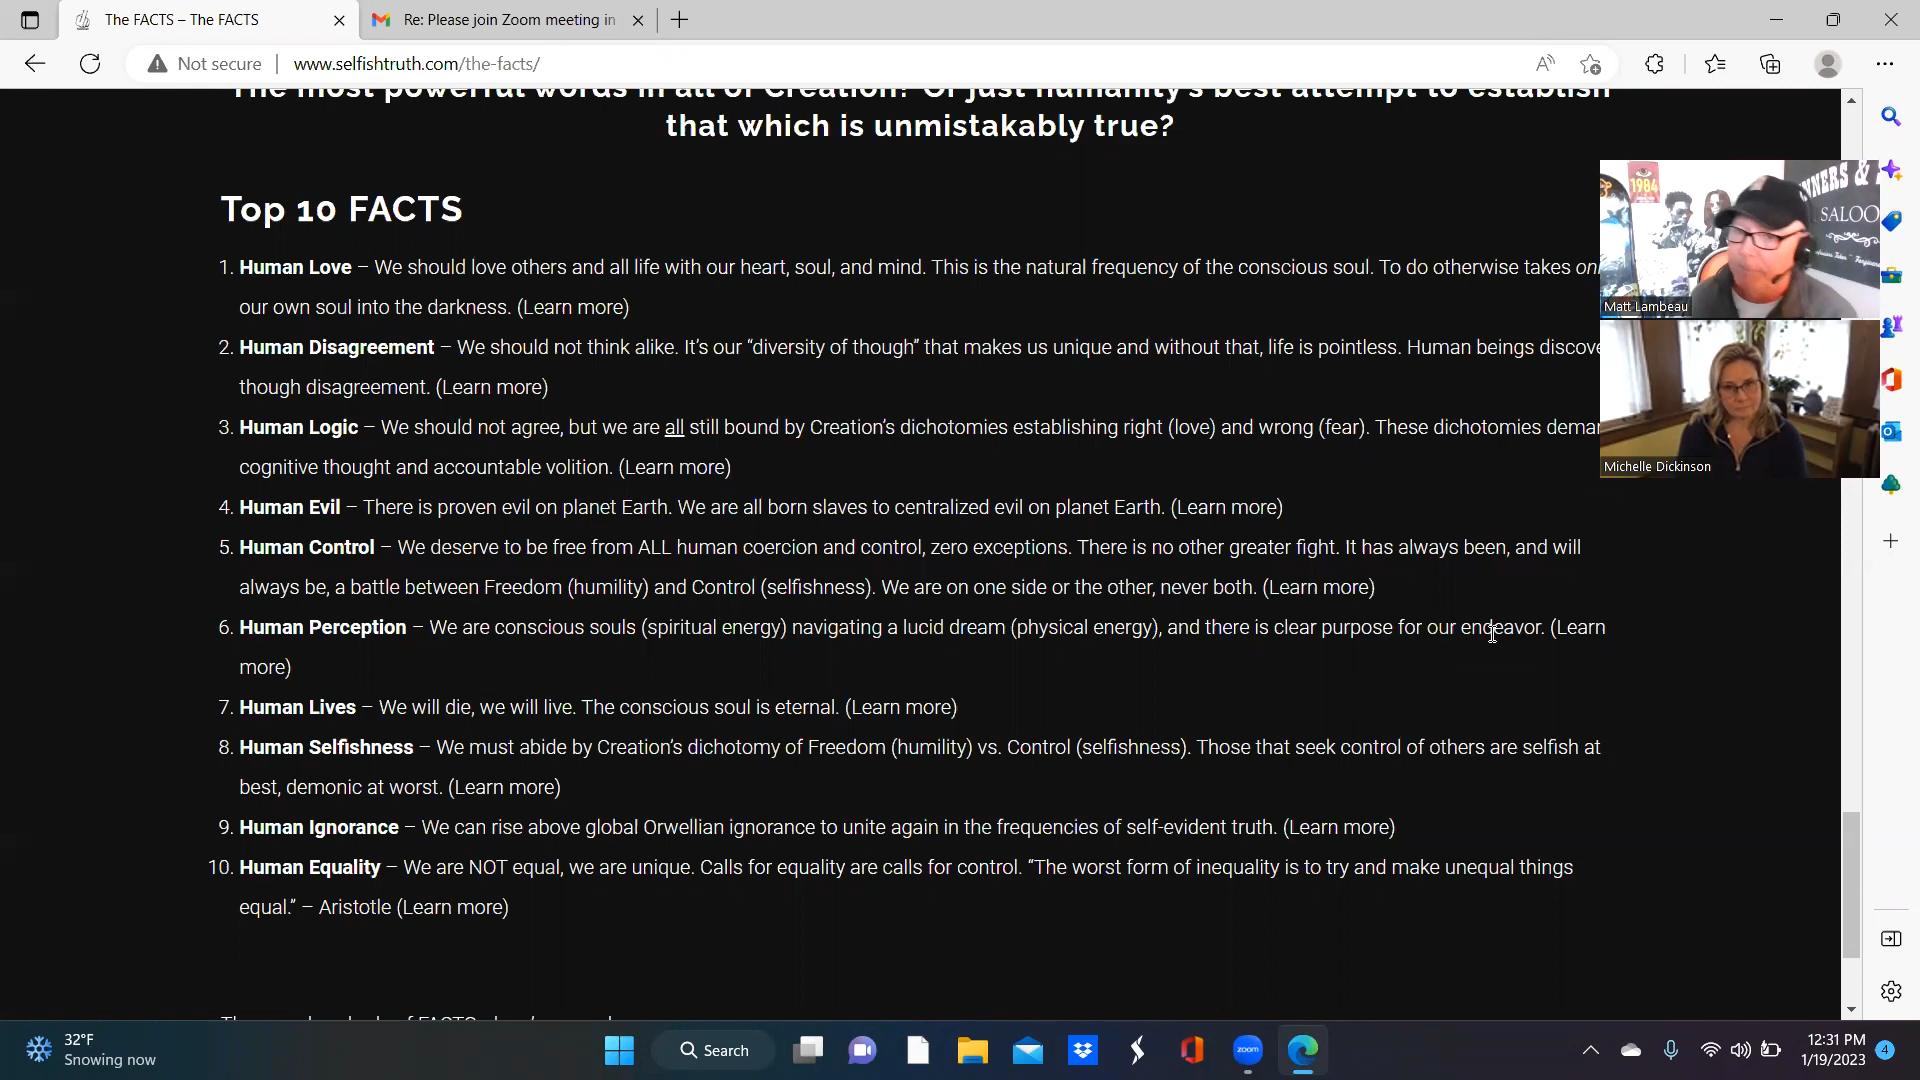 The FACTS – The FACTS
Re: Please join Zoom meeting in
Not secure
www.selfishtruth.com/the-facts/
The most powerful words in all of Creation? Or just humanity's best attempt to establish
that which is unmistakably true?
Top 10 FACTS
1. Human Love – We should love others and all life with our heart, soul, and mind. This is the natural frequency of the conscious soul. To do otherwise takes
our own soul into the darkness. (Learn more)
2. Human Disagreement – We should not think alike. It's our “diversity of though” that makes us unique and without that, life is pointless. Human beings
though disagreement. (Learn more)
3. Human Logic – We should not agree, but we are all still bound by Creation's dichotomies establishing right (love) and wrong (fear). These dichotomies
cognitive thought and accountable volition. (Learn more)
4. Human Evil – There is proven evil on planet Earth. We are all born slaves to centralized evil on planet Earth. (Learn more)
5. Human Control – We deserve to be free from ALL human coercion and control, zero exceptions. There is no other greater fight. It has always been, and will
always be, a battle between Freedom (humility) and Control (selfishness). We are on one side or the other, never both. (Learn more)
6. Human Perception – We are conscious souls (spiritual energy) navigating a lucid dream (physical energy), and there is clear purpose for our endeavor. (Learn
more)
7. Human Lives – We will die, we will live. The conscious soul is eternal. (Learn more)
8. Human Selfishness – We must abide by Creation's dichotomy of Freedom (humility) vs. Control (selfishness). Those that seek control of others are selfish at
best, demonic at worst. (Learn more)
9. Human Ignorance – We can rise above global Orwellian ignorance to unite again in the frequencies of self-evident truth. (Learn more)
10. Human Equality – We are NOT equal, we are unique. Calls for equality are calls for control. “The worst form of inequality is to try and make unequal things
equal.” – Aristotle (Learn more)
1984
Matt Lambeau
Michelle Dickinson
32°F
Snowing now
Search
zoom
12:31 PM
1/19/2023
4